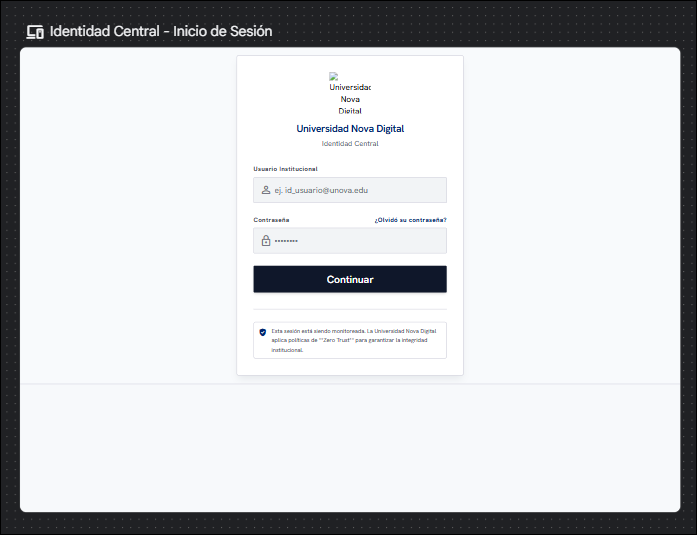 Identidad Central - Inicio de Sesión
Universidad
Nova
Digital
Universidad Nova Digital
Identidad Central
Usuario Institucional
ej. id_usuario@unova.edu
Contraseña
¿Olvidó su contraseña?
••••••••
Continuar
Esta sesión está siendo monitoreada. La Universidad Nova Digital
aplica políticas de **Zero Trust** para garantizar la integridad
institucional.